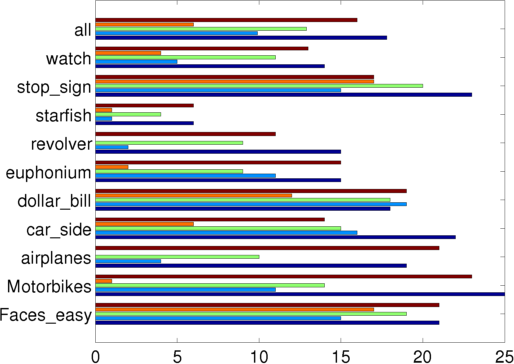 all
watch
stop_sign
starfish
revolver
euphonium
dollar_bill
car_side
airplanes
Motorbikes
Faces_easy
0 5 10 15 20 25